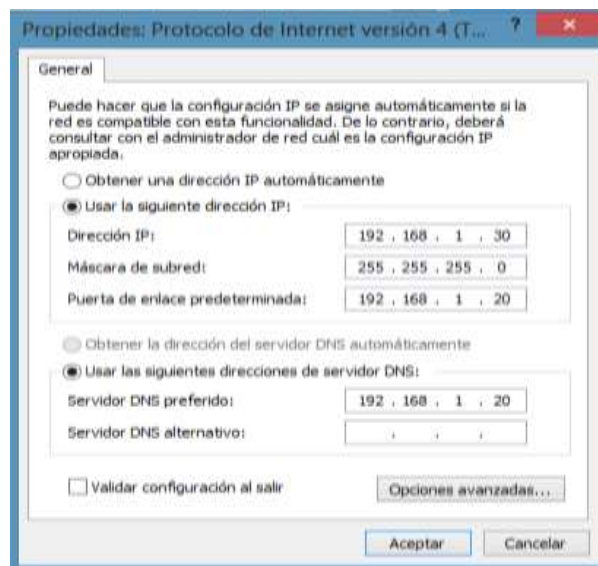 Propiedades: Protocolo de Internet versión 4 (T... ?
General
Puede hacer que la configuración IP se asigne automáticamente si la
red es compatible con esta funcionalidad. De lo contrario, deberá
consultar con el administrador de red cuál es la configuración IP
apropiada.
Obtener una dirección IP automáticamente
Usar la siguiente dirección IP:
Dirección IP: 192 . 168 . 1 . 30
Máscara de subred: 255 . 255 . 255 . 0
Puerta de enlace predeterminada: 192 . 168 . 1 . 20
Obtener la dirección del servidor DNS automáticamente
Usar las siguientes direcciones de servidor DNS:
Servidor DNS preferido: 192 . 168 . 1 . 20
Servidor DNS alternativo: . . .
Validar configuración al salir
Opciones avanzadas...
Aceptar Cancelar